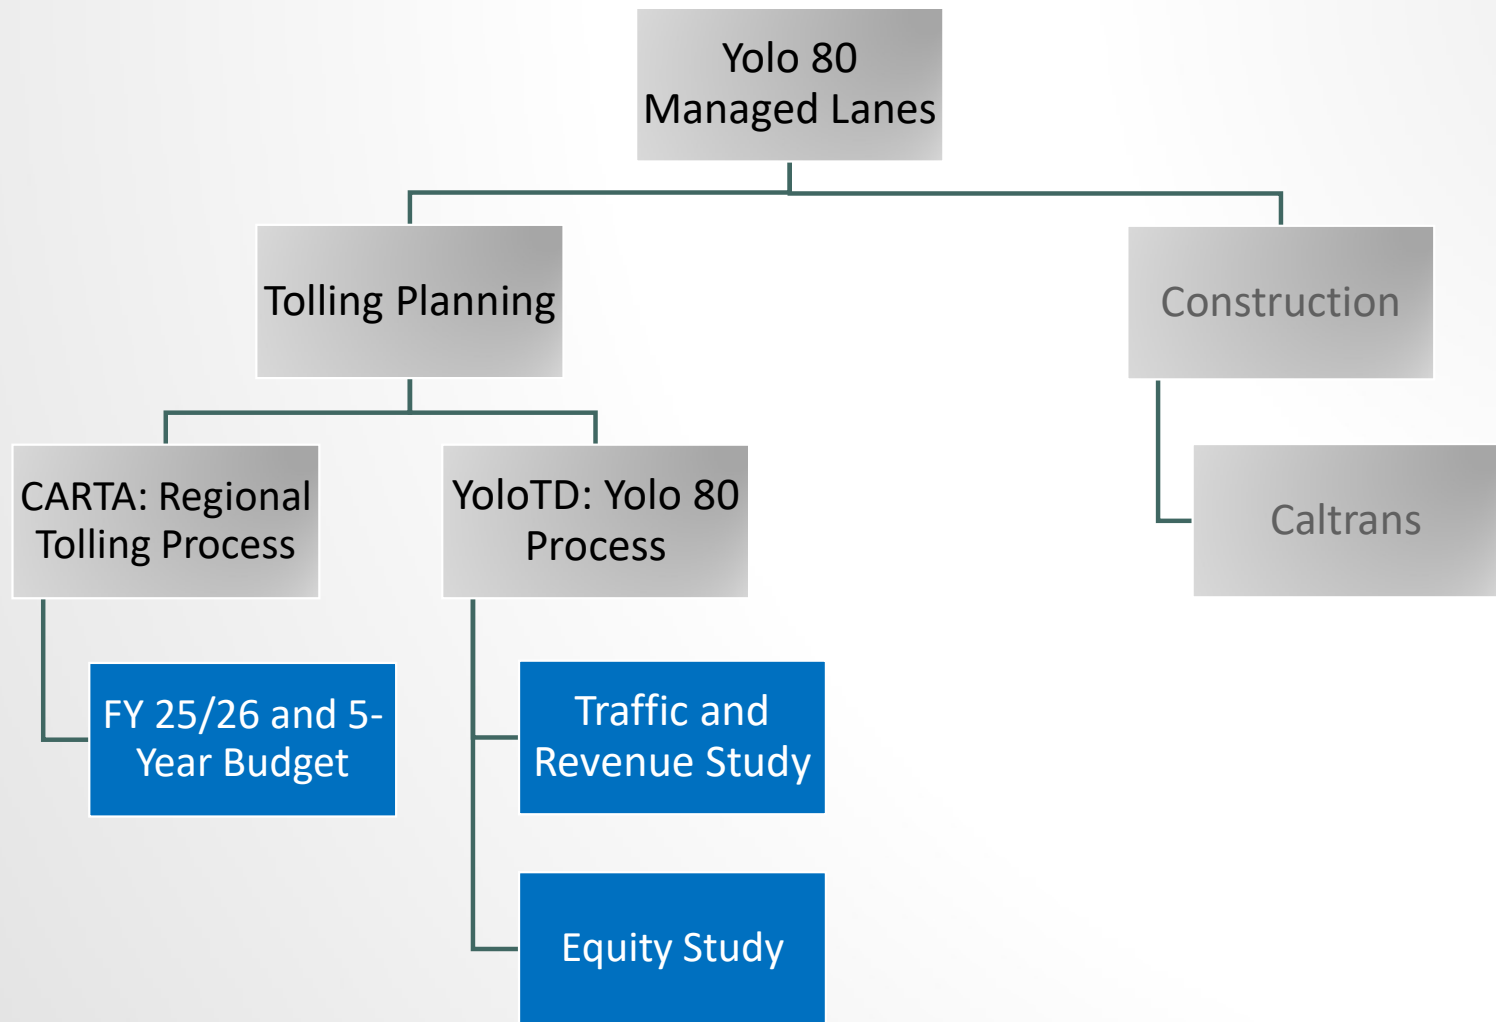 Yolo 80
Managed Lanes
Tolling Planning
Construction
CARTA: Regional
Tolling Process
YoloTD: Yolo 80
Process
Caltrans
FY 25/26 and 5-
Year Budget
Traffic and
Revenue Study
Equity Study